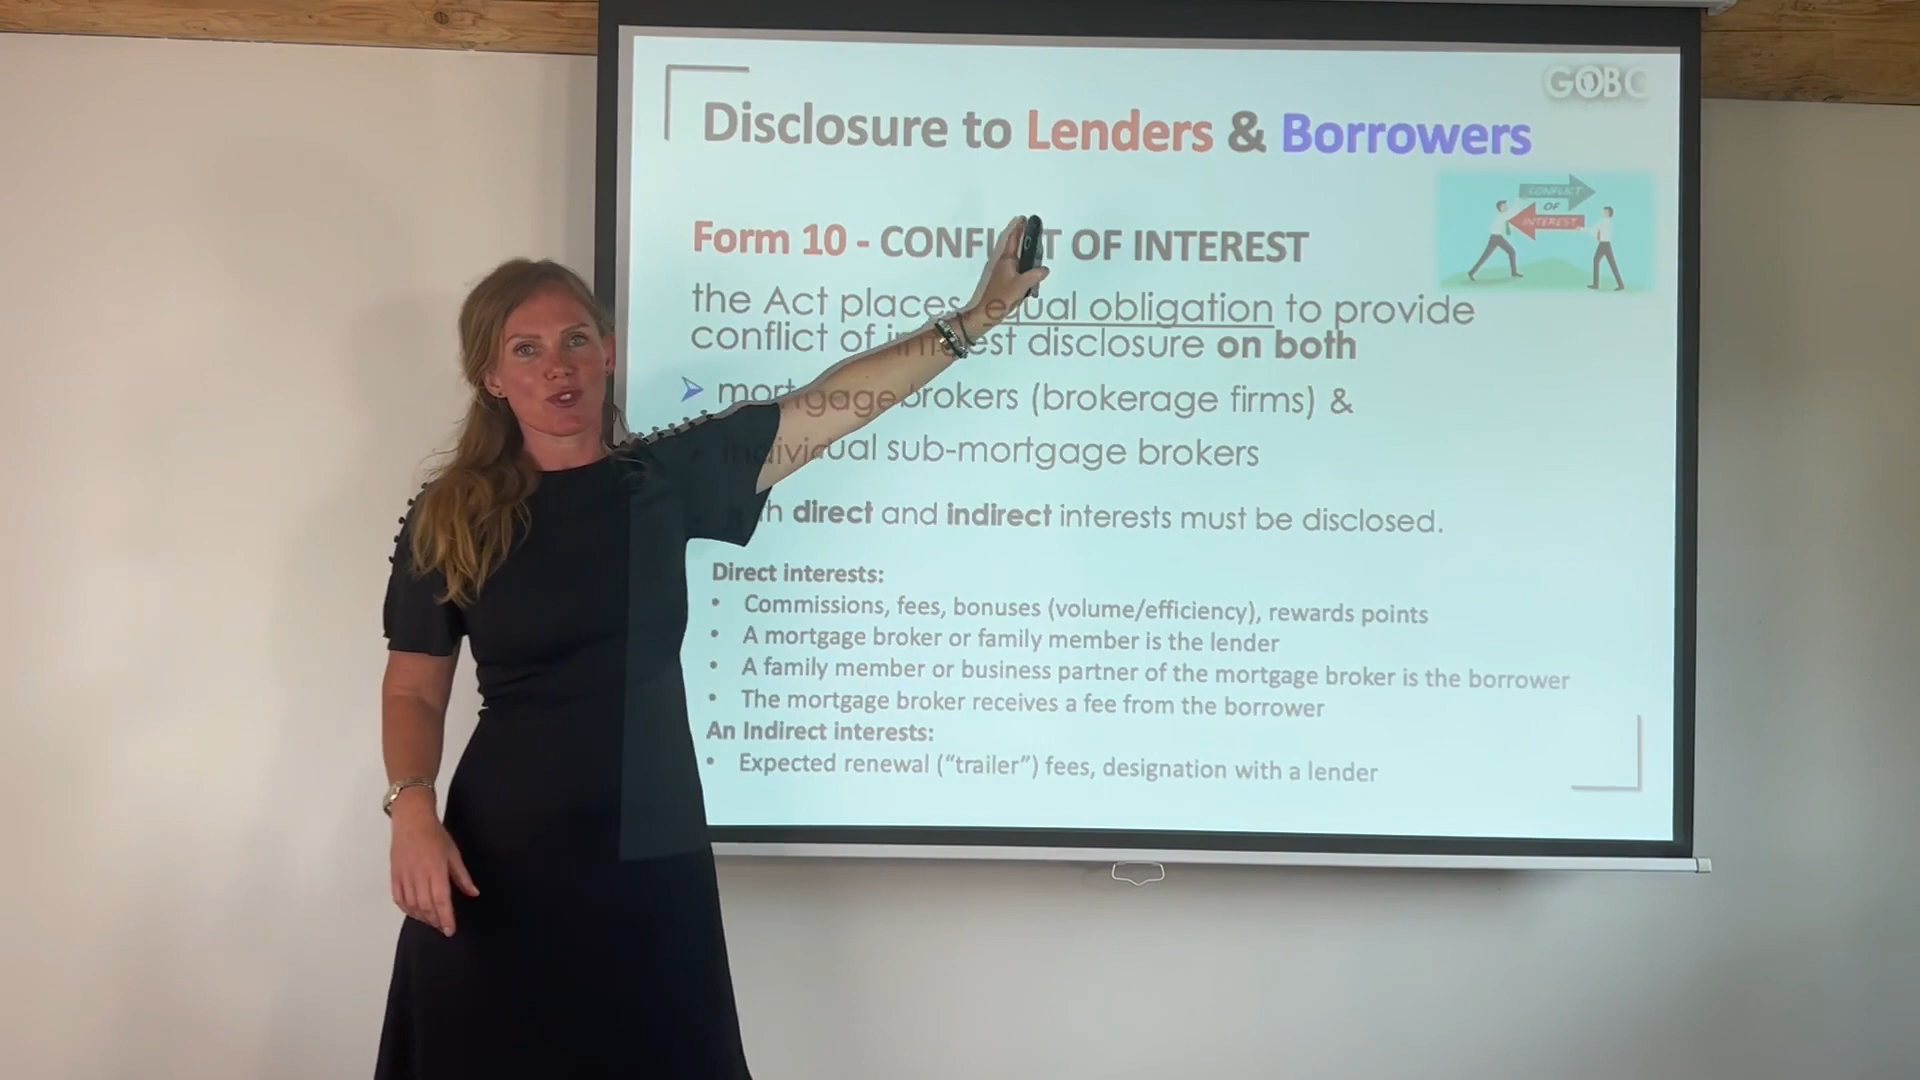 GOBC
Disclosure to Lenders & Borrowers
CONFLICT
OF
INTEREST
Form 10 - CONFLICT OF INTEREST
the Act places equal obligation to provide
conflict of interest disclosure on both
mortgage brokers (brokerage firms) &
individual sub-mortgage brokers
direct and indirect interests must be disclosed.
Direct interests:
• Commissions, fees, bonuses (volume/efficiency), rewards points
• A mortgage broker or family member is the lender
• A family member or business partner of the mortgage broker is the borrower
• The mortgage broker receives a fee from the borrower
An Indirect interests:
• Expected renewal (“trailer”) fees, designation with a lender